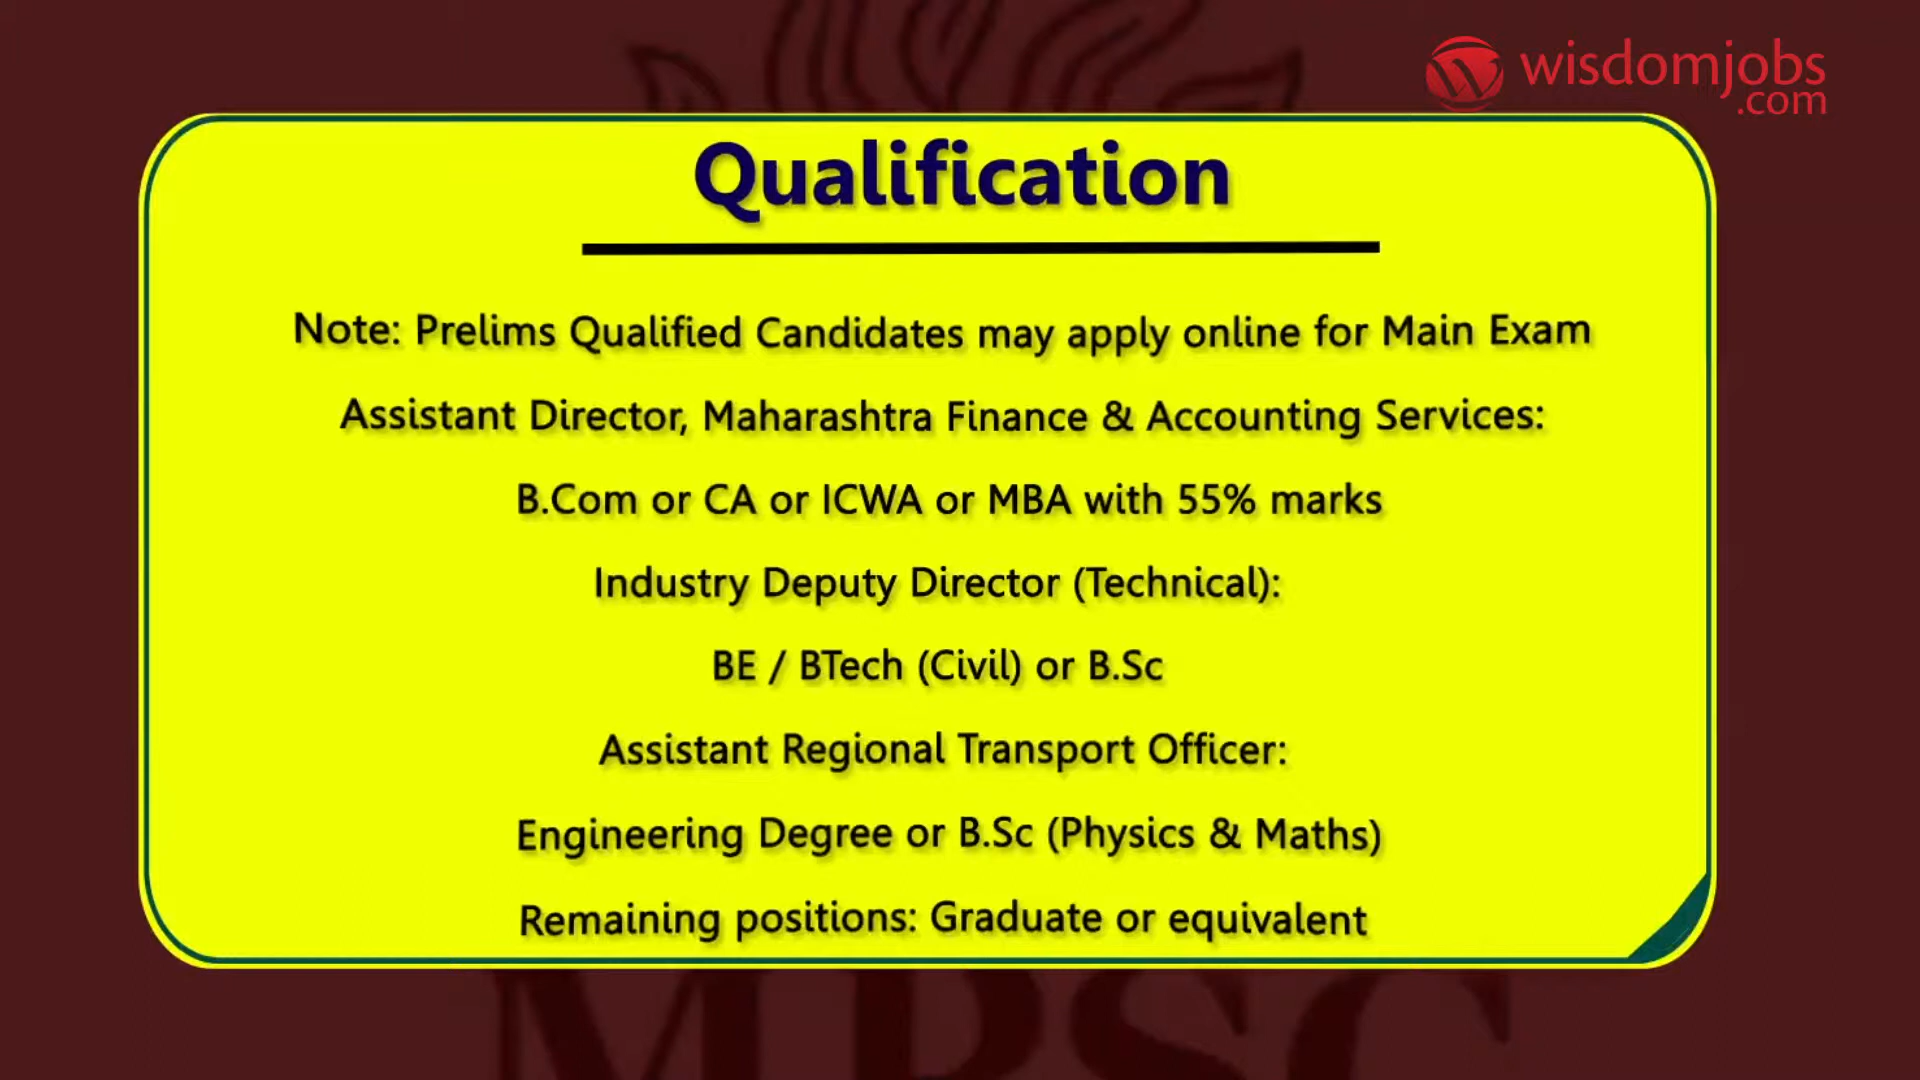 wisdomjobs
.com
Qualification
Note: Prelims Qualified Candidates may apply online for Main Exam
Assistant Director, Maharashtra Finance & Accounting Services:
B.Com or CA or ICWA or MBA with 55% marks
Industry Deputy Director (Technical):
BE / BTech (Civil) or B.Sc
Assistant Regional Transport Officer:
Engineering Degree or B.Sc (Physics & Maths)
Remaining positions: Graduate or equivalent
MPSC